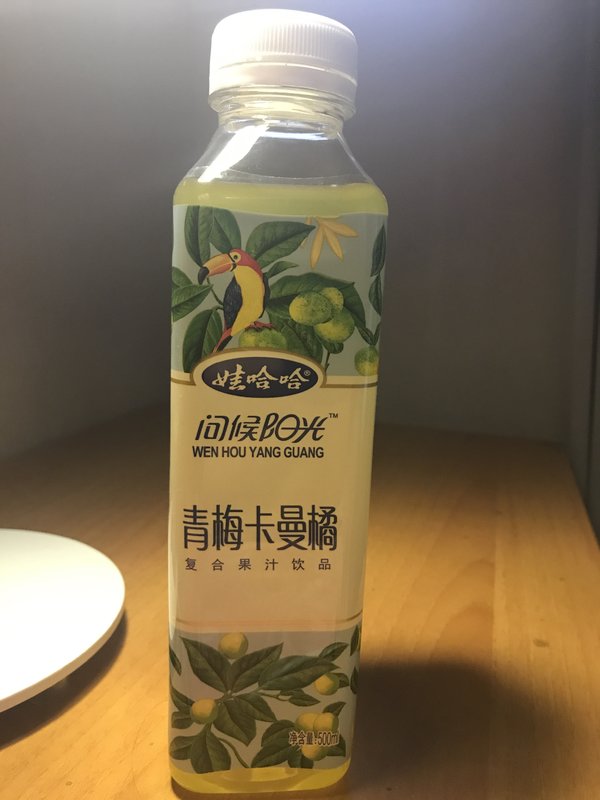 娃哈哈®
问候阳光™
WEN HOU YANG GUANG
青梅卡曼橘
复合果汁饮品
净含量:500ml